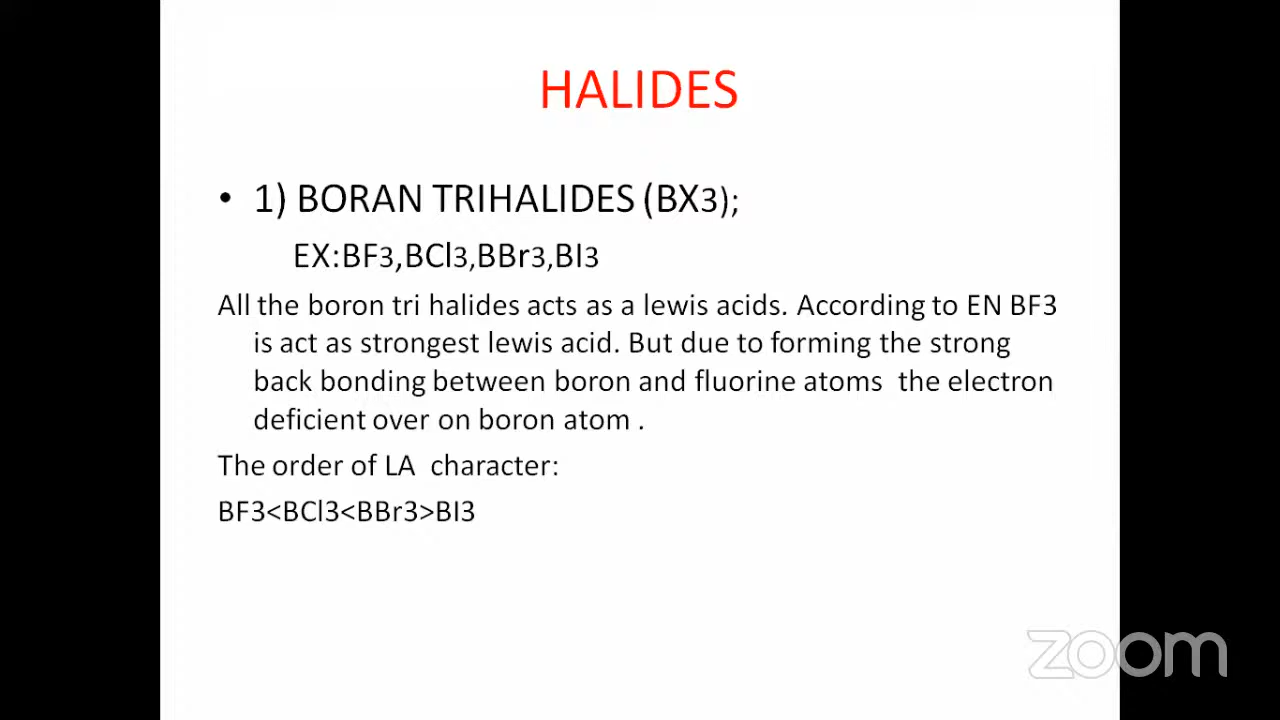 HALIDES
• 1) BORAN TRIHALIDES (BX3);
EX:BF3,BCl3,BBr3,BI3
All the boron tri halides acts as a lewis acids. According to EN BF3
is act as strongest lewis acid. But due to forming the strong
back bonding between boron and fluorine atoms the electron
deficient over on boron atom .
The order of LA character:
BF3<BCl3<BBr3>BI3
zoom